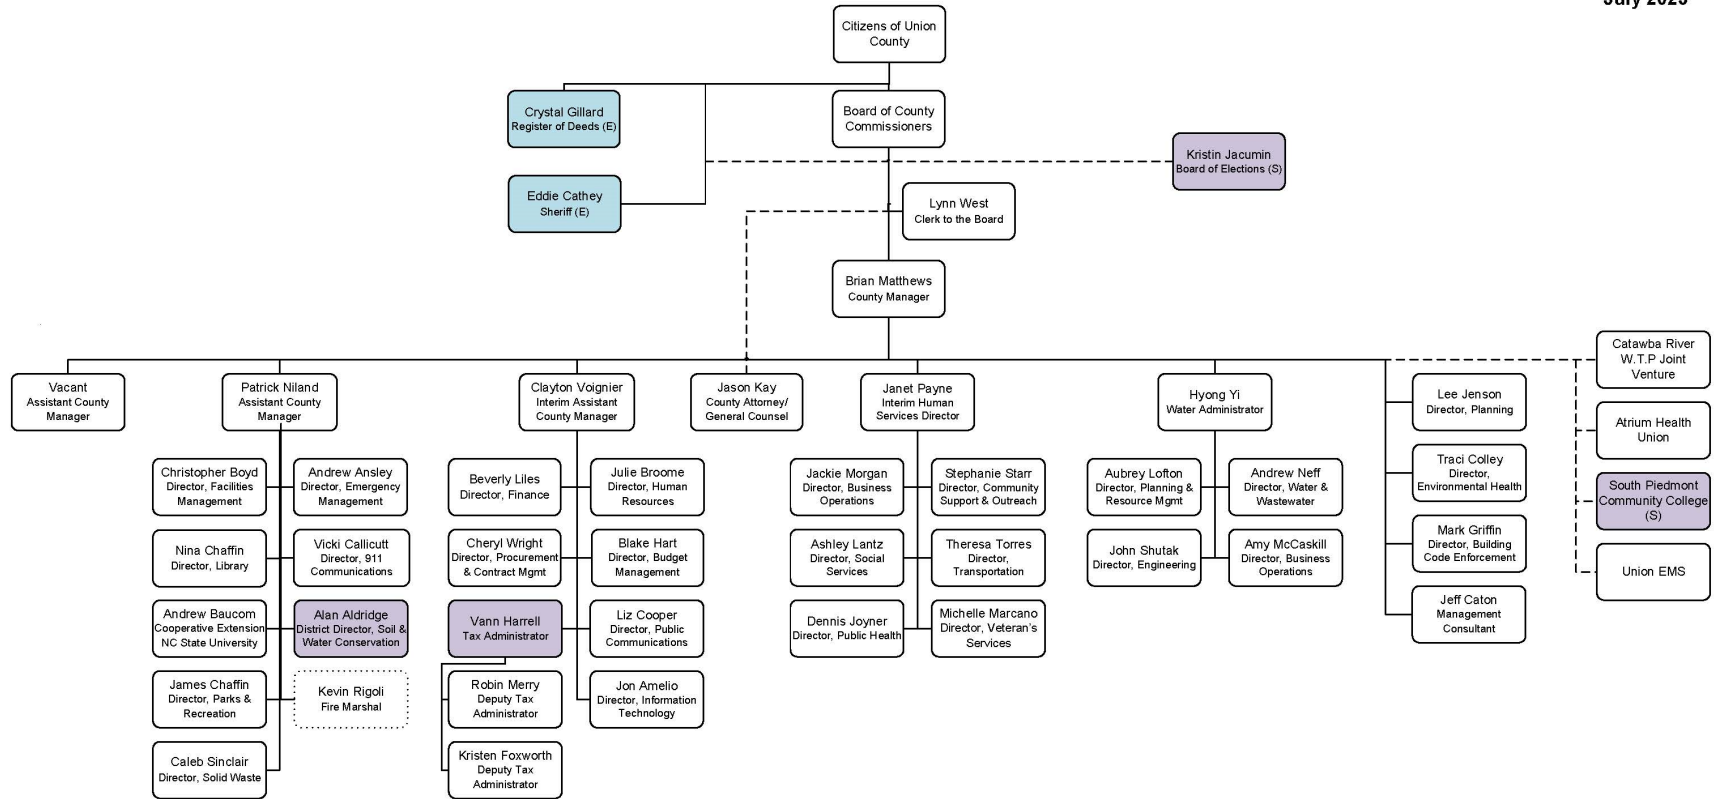 July 2023
Citizens of Union
County
Crystal Gillard
Register of Deeds (E)
Board of County
Commissioners
Kristin Jacumin
Board of Elections (S)
Eddie Cathey
Sheriff (E)
Lynn West
Clerk to the Board
Brian Matthews
County Manager
Vacant
Assistant County
Manager
Patrick Niland
Assistant County
Manager
Clayton Voignier
Interim Assistant
County Manager
Jason Kay
County Attorney/
General Counsel
Janet Payne
Interim Human
Services Director
Hyong Yi
Water Administrator
Lee Jenson
Director, Planning
Catawba River
W.T.P Joint
Venture
Atrium Health
Union
South Piedmont
Community College
(S)
Union EMS
Traci Colley
Director,
Environmental Health
Mark Griffin
Director, Building
Code Enforcement
Jeff Caton
Management
Consultant
Christopher Boyd
Director, Facilities
Management
Andrew Ansley
Director, Emergency
Management
Nina Chaffin
Director, Library
Vicki Callicutt
Director, 911
Communications
Andrew Baucom
Cooperative Extension
NC State University
Alan Aldridge
District Director, Soil &
Water Conservation
James Chaffin
Director, Parks &
Recreation
Kevin Rigoli
Fire Marshal
Caleb Sinclair
Director, Solid Waste
Beverly Liles
Director, Finance
Julie Broome
Director, Human
Resources
Cheryl Wright
Director, Procurement
& Contract Mgmt
Blake Hart
Director, Budget
Management
Vann Harrell
Tax Administrator
Liz Cooper
Director, Public
Communications
Robin Merry
Deputy Tax
Administrator
Jon Amelio
Director, Information
Technology
Kristen Foxworth
Deputy Tax
Administrator
Jackie Morgan
Director, Business
Operations
Stephanie Starr
Director, Community
Support & Outreach
Ashley Lantz
Director, Social
Services
Theresa Torres
Director,
Transportation
Dennis Joyner
Director, Public Health
Michelle Marcano
Director, Veteran's
Services
Aubrey Lofton
Director, Planning &
Resource Mgmt
Andrew Neff
Director, Water &
Wastewater
John Shutak
Director, Engineering
Amy McCaskill
Director, Business
Operations